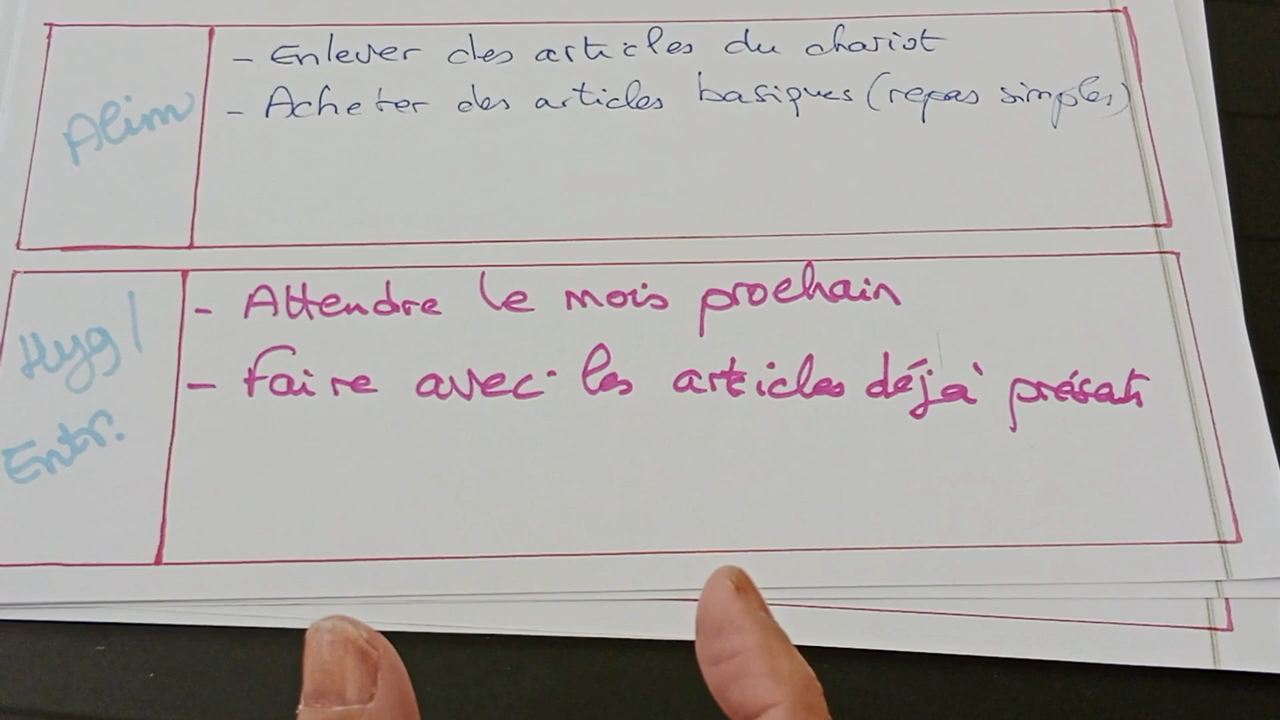 Alim
- Enlever des articles du chariot
- Acheter des articles basiques (repas simples)
Hyg/
Entr.
- Attendre le mois prochain
- Faire avec les articles déjà présents